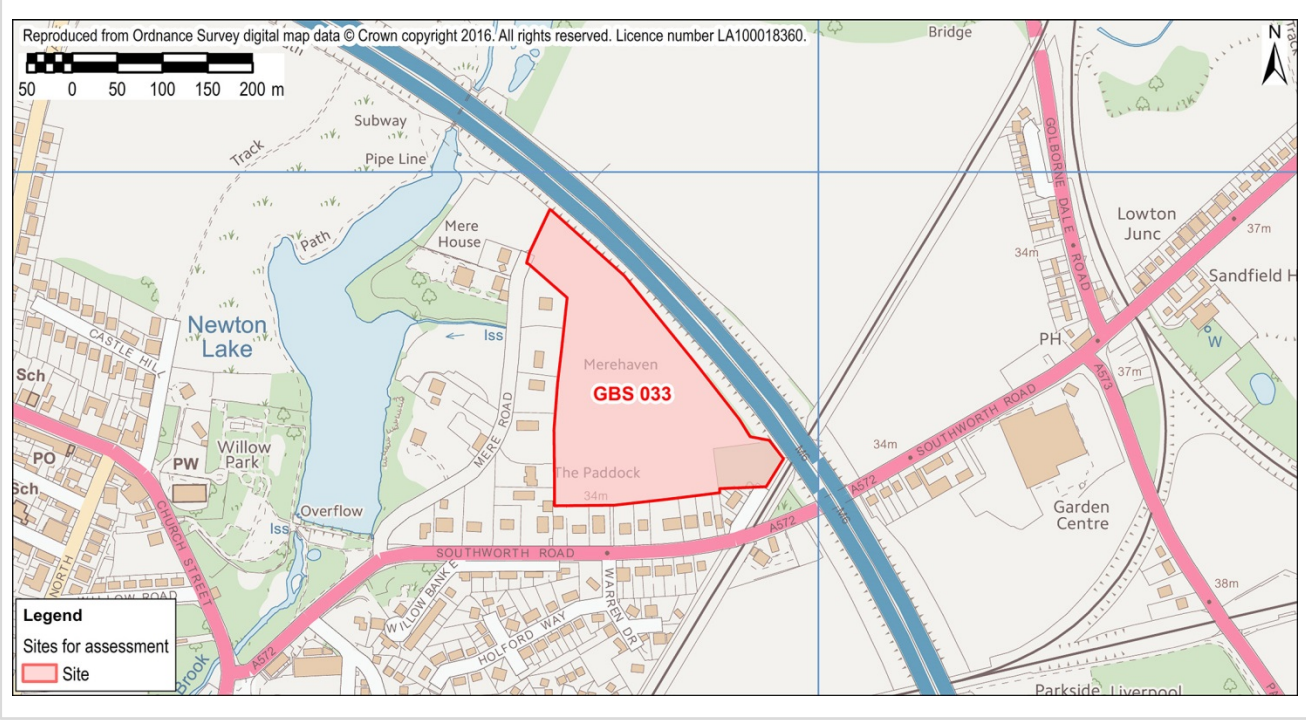 Reproduced from Ordnance Survey digital map data © Crown copyright 2016. All rights reserved. Licence number LA100018360.
50 0 50 100 150 200 m
N
Bridge
Track
Subway
Track
Pipe Line
GOLBORNE DALE ROAD
Path
Mere
House
34m
Lowton
Junc
37m
Sandfield H
Newton
Lake
CASTLE HILL
Iss
W
PH
Sch
Merehaven
GBS 033
37m
A573
MERE ROAD
SOUTHWORTH ROAD
34m
PO
PW
Willow
Park
The Paddock
34m
M6
A572
Sch
Overflow
Iss
CHURCH STREET
A572
M6
Garden
Centre
SOUTHWORTH ROAD
NORTH
WILLOW ROAD
WILLOW BANK E
HOLFORD WAY
WARREN DR
38m
Legend
Sites for assessment
Site
A572
Brook
Parkside Liverpool